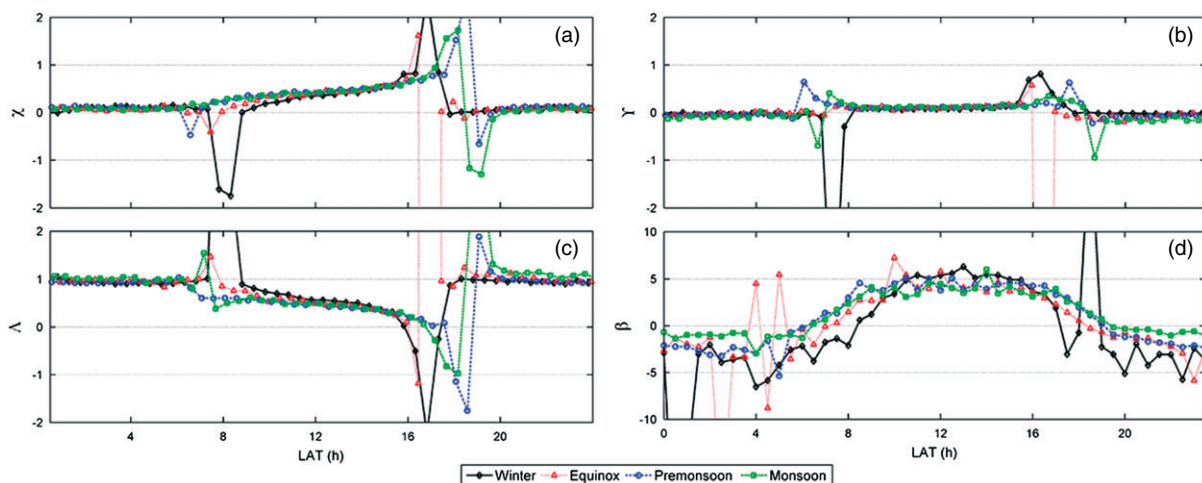 2
1
0
-1
-2
χ
(a)
2
1
0
-1
-2
ϒ
(b)
2
1
0
-1
-2
Λ
(c)
4
8
12
16
20
LAT (h)
10
5
0
-5
-10
β
(d)
0
4
8
12
16
20
LAT (h)
Winter Equinox Premonsoon Monsoon